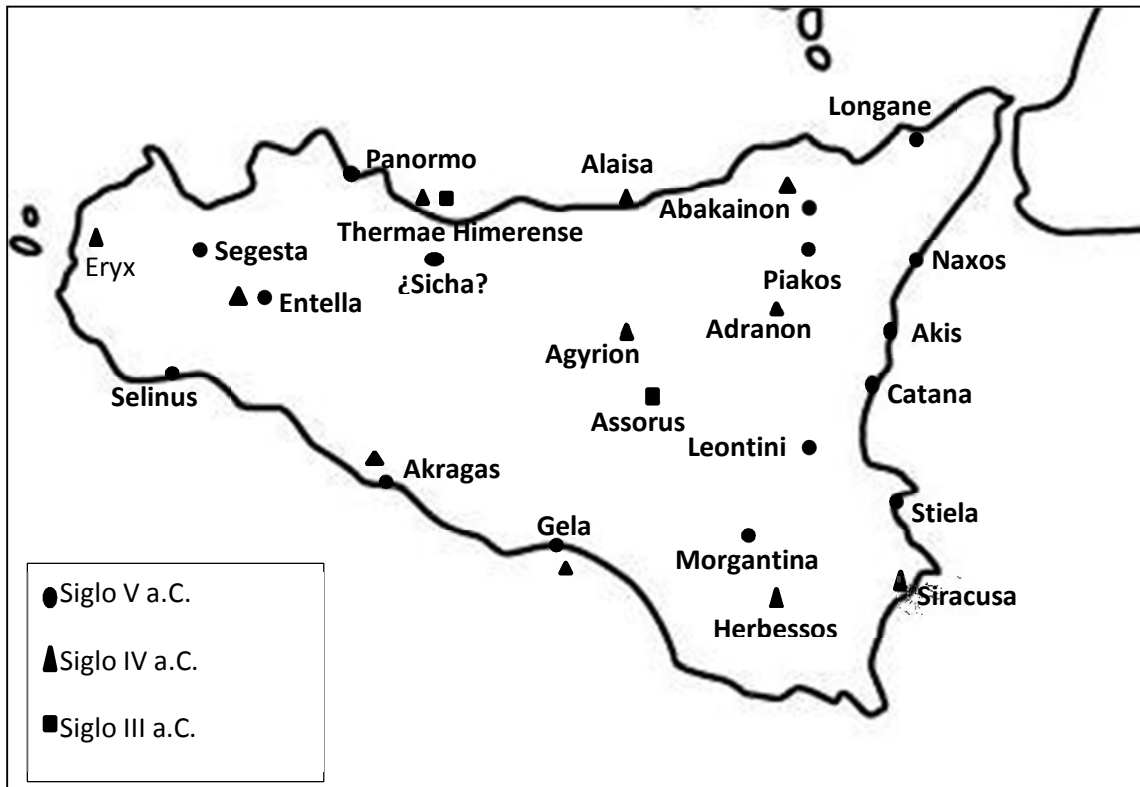 Longane
Panormo
Alaisa
Abakainon
Thermae Himerense
Segesta
Eryx
¿Sicha?
Piakos
Naxos
Entella
Adranon
Akis
Agyrion
Selinus
Assorus
Catana
Leontini
Akragas
Stiela
Gela
Morgantina
Siracusa
Herbessos
Siglo V a.C.
Siglo IV a.C.
Siglo III a.C.